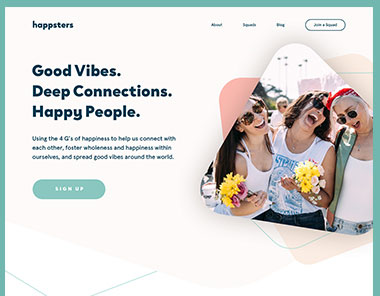 happsters
About Squads Blog Join a Squad
Good Vibes.
Deep Connections.
Happy People.
Using the 4 G's of happiness to help us connect with
each other, foster wholeness and happiness within
ourselves, and spread good vibes around the world.
SIGN UP